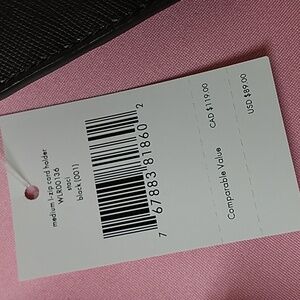 medium l-zip card holder
WLR00136
staci
black (001)
7 67883 81860 2
Comparable Value
CAD $119.00
USD $89.00